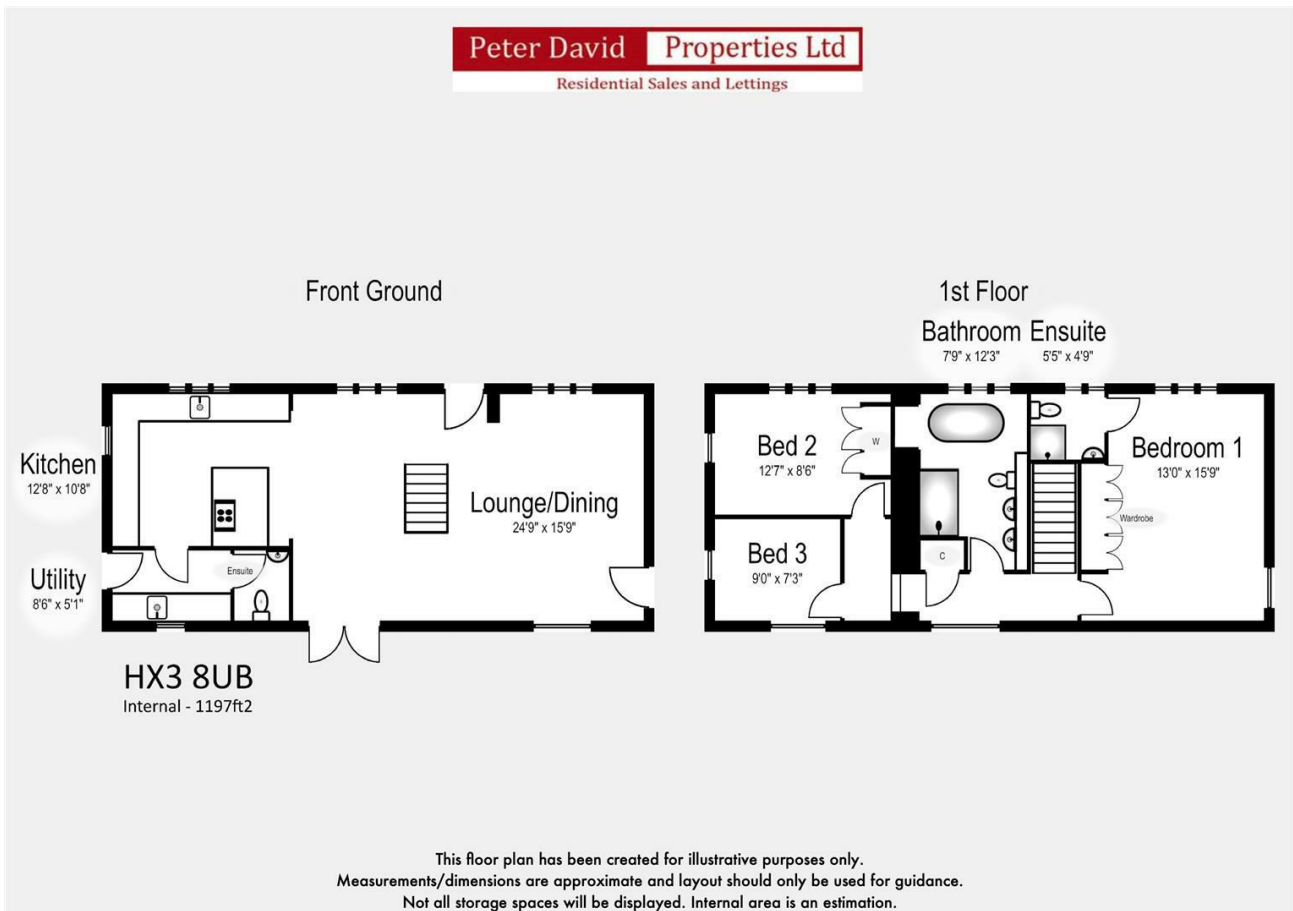 Peter David Properties Ltd
Residential Sales and Lettings
Front Ground
1st Floor
Kitchen
12'8" x 10'8"
Lounge/Dining
24'9" x 15'9"
Utility
8'6" x 5'1"
Ensuite
HX3 8UB
Internal - 1197ft2
Bathroom
7'9" x 12'3"
Ensuite
5'5" x 4'9"
Bed 2
12'7" x 8'6"
W
Bedroom 1
13'0" x 15'9"
Wardrobe
Bed 3
9'0" x 7'3"
C
This floor plan has been created for illustrative purposes only.
Measurements/dimensions are approximate and layout should only be used for guidance.
Not all storage spaces will be displayed. Internal area is an estimation.